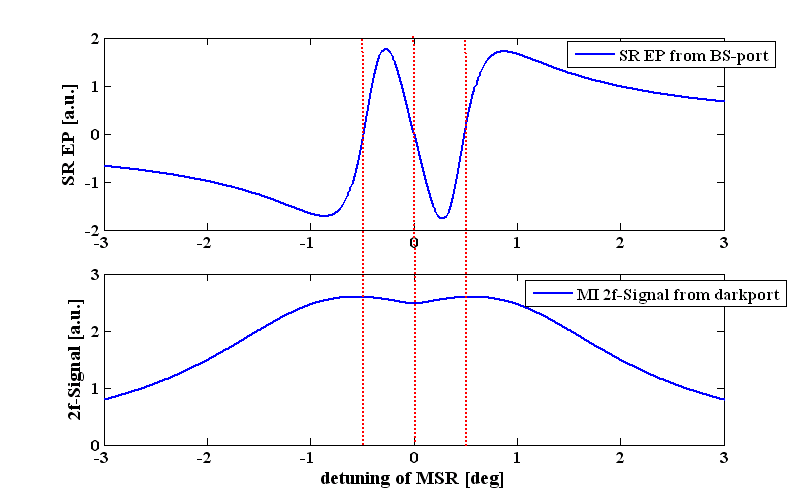 2
1
0
-1
-2
SR EP [a.u.]
SR EP from BS-port
-3 -2 -1 0 1 2 3
3
2
1
0
2f-Signal [a.u.]
MI 2f-Signal from darkport
-3 -2 -1 0 1 2 3
detuning of MSR [deg]